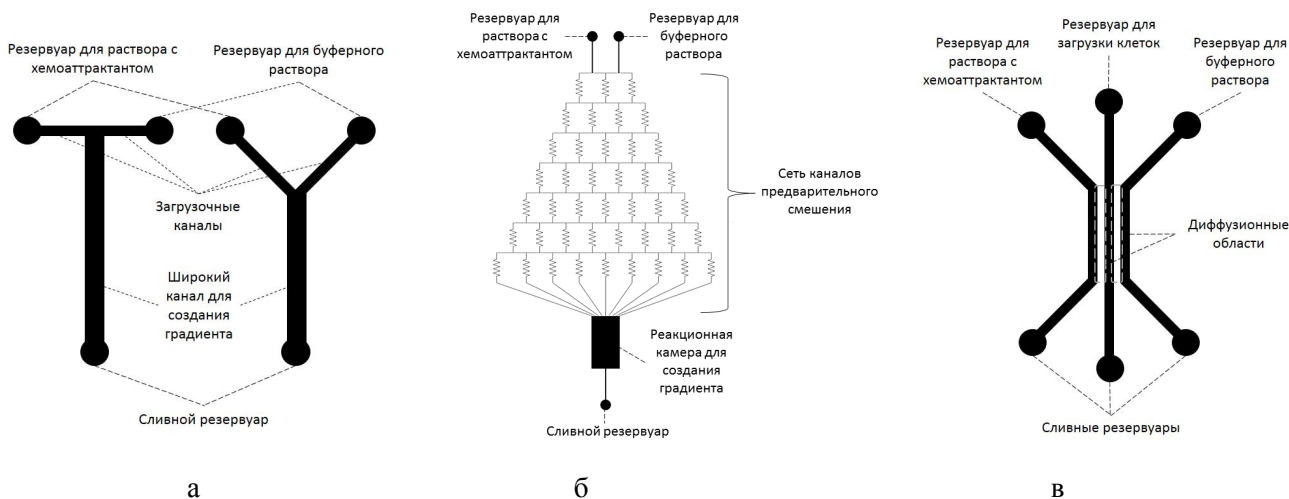 Резервуар для раствора с
хемоаттрактантом
Резервуар для буферного
раствора
Загрузочные
каналы
Широкий
канал для
создания
градиента
Сливной резервуар
а
Резервуар для
раствора с
хемоаттрактантом
Резервуар для
буферного
раствора
Сеть каналов
предварительного
смешения
Реакционная
камера для
создания
градиента
Сливной резервуар
б
Резервуар для
раствора с
хемоаттрактантом
Резервуар для
загрузки клеток
Резервуар для
буферного
раствора
Диффузионные
области
Сливные резервуары
в